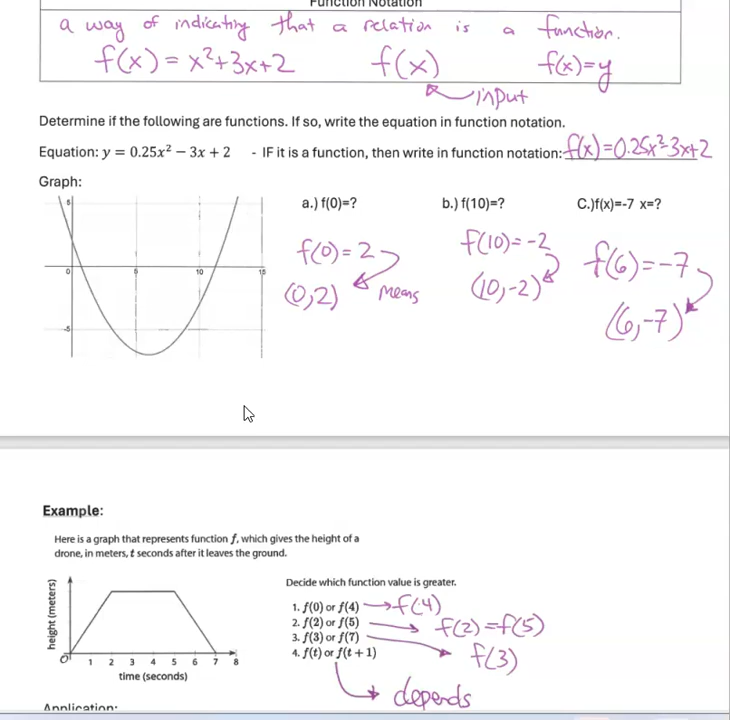 Function Notation
a way of indicating that a relation is a function.
f(x) = x²+3x+2 f(x) f(x)=y
input
Determine if the following are functions. If so, write the equation in function notation.
Equation: y = 0.25x² − 3x + 2 - IF it is a function, then write in function notation: f(x)=0.25x²-3x+2
Graph:
a.) f(0)=? b.) f(10)=? C.)f(x)=-7 x=?
5
0 5 10 15
-5
f(0)=2
(0,2) means
f(10)=-2
(10,-2)
f(6)=-7
(6,-7)
Example:
Here is a graph that represents function f, which gives the height of a
drone, in meters, t seconds after it leaves the ground.
height (meters)
O 1 2 3 4 5 6 7 8
time (seconds)
Decide which function value is greater.
1. f(0) or f(4) f(4)
2. f(2) or f(5) f(2)=f(5)
3. f(3) or f(7) f(3)
4. f(t) or f(t + 1)
depends
Application: